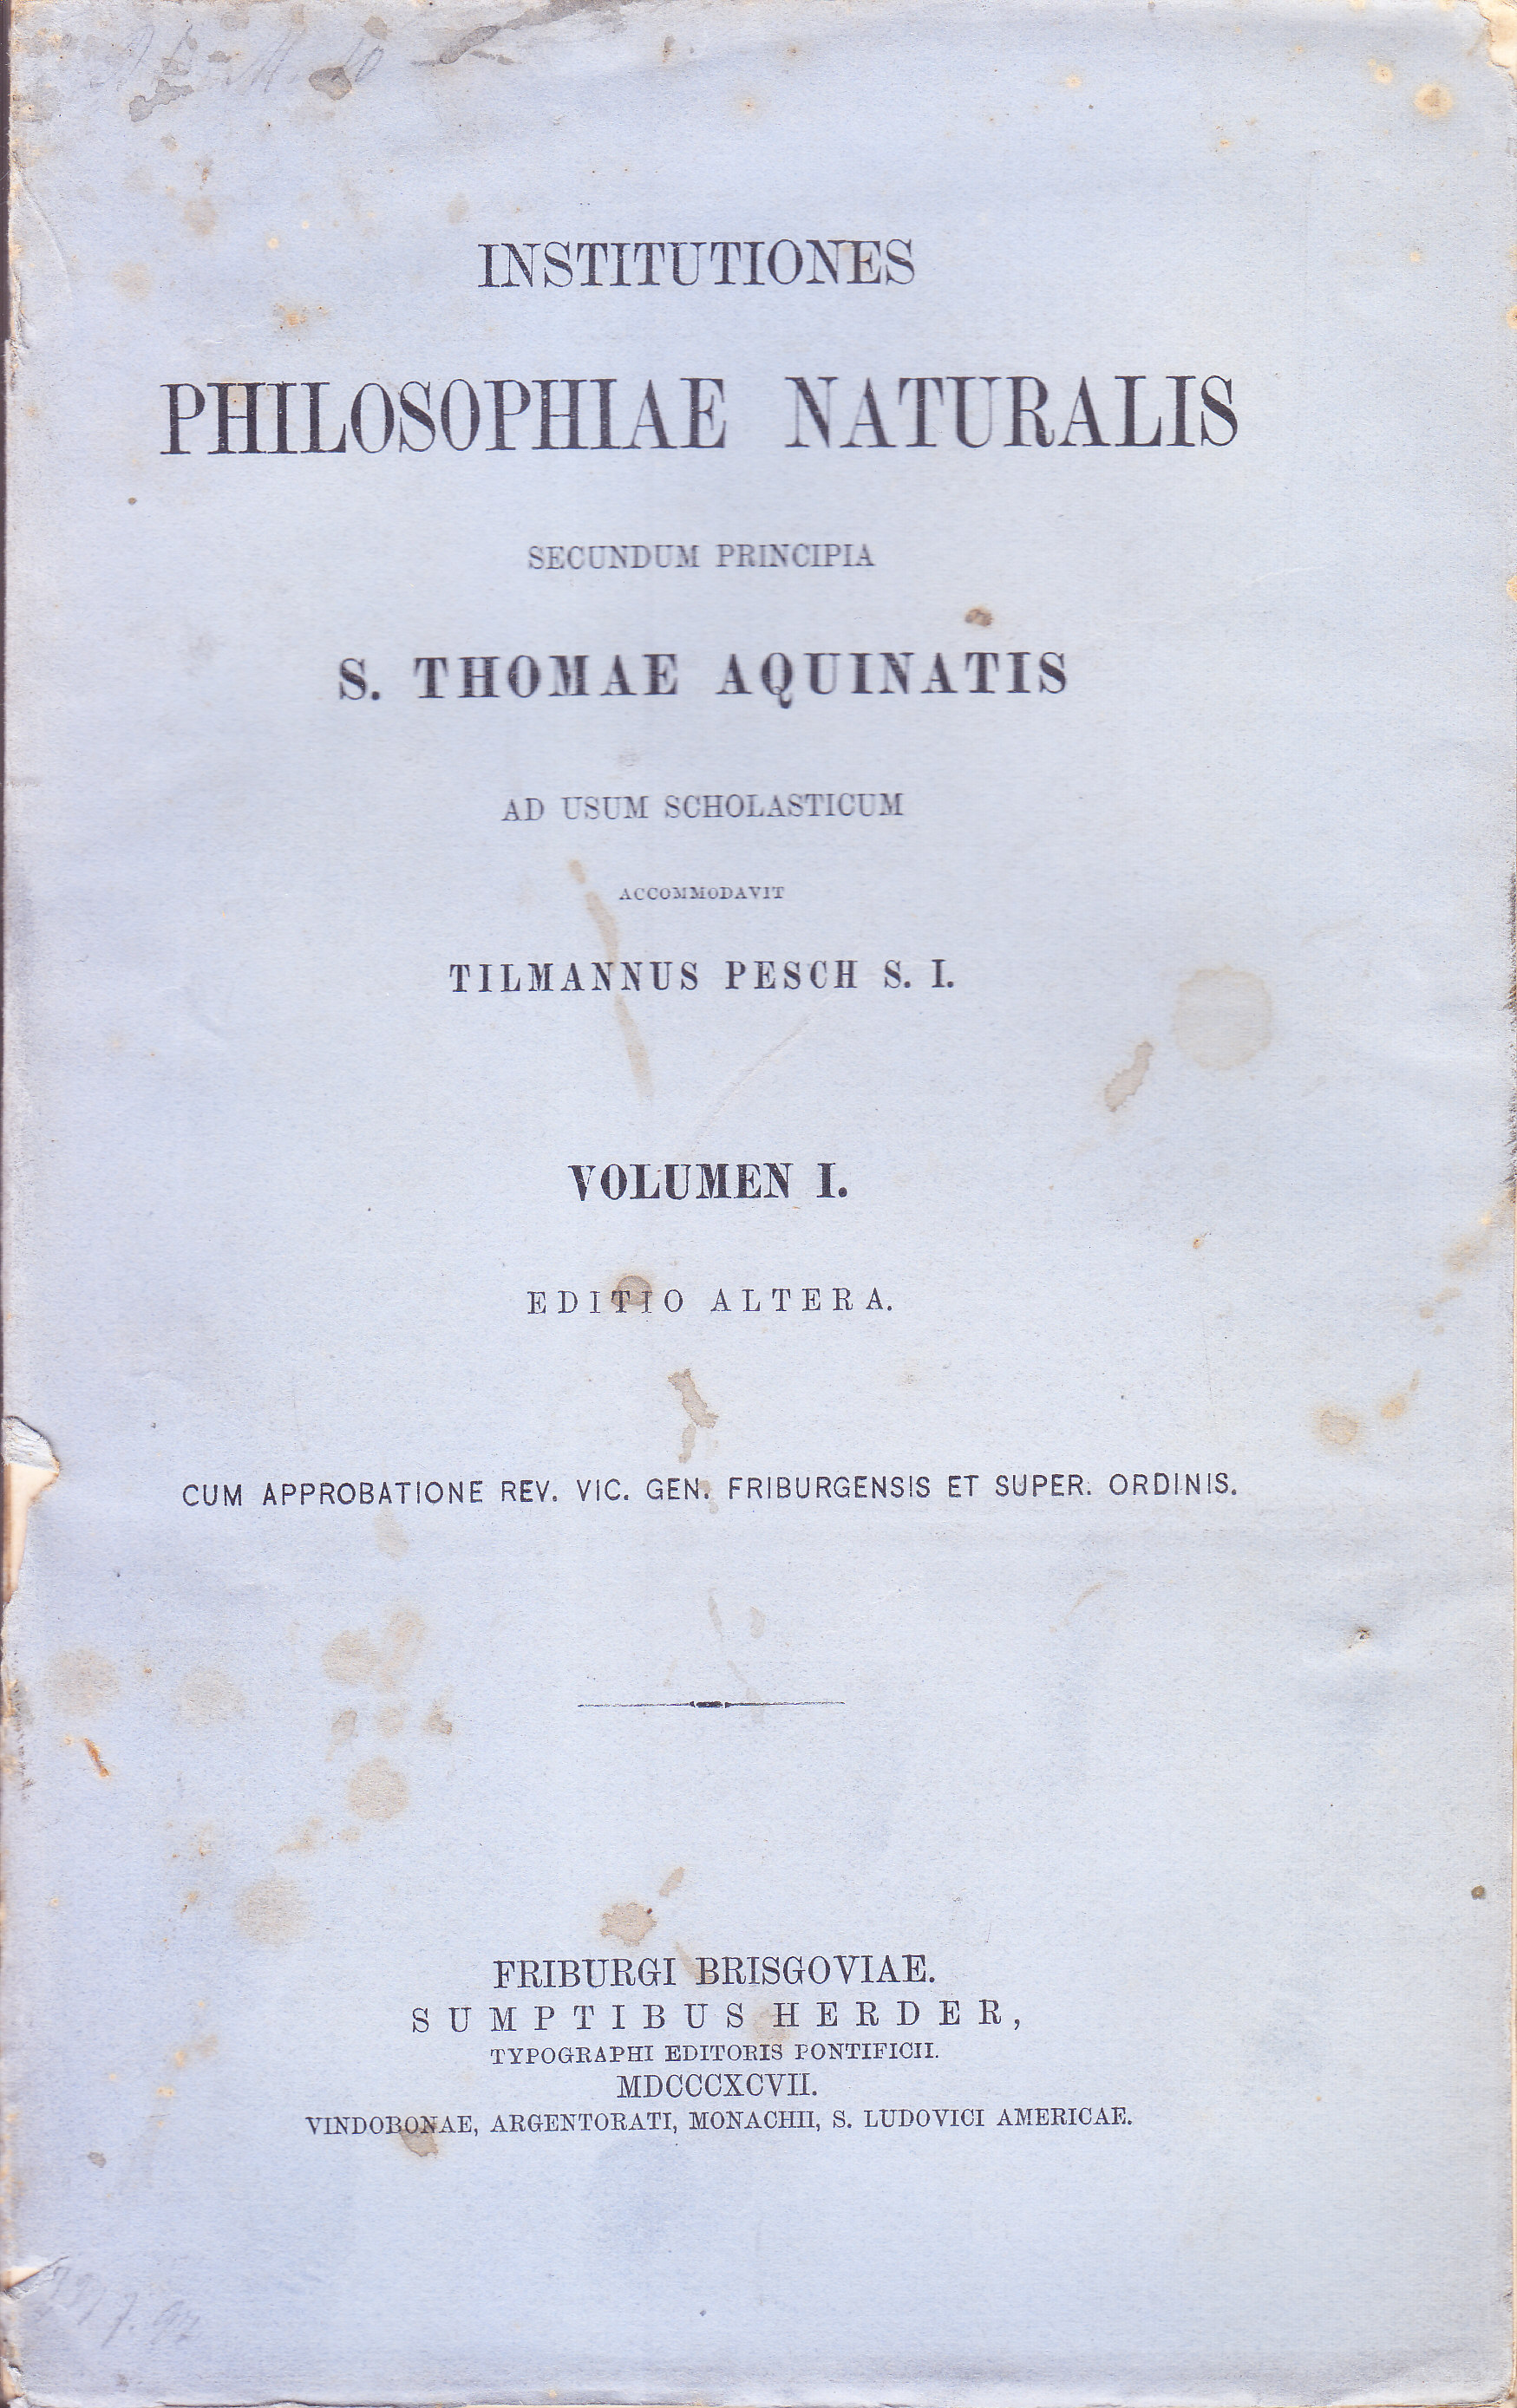 INSTITUTIONES
PHILOSOPHIAE NATURALIS
SECUNDUM PRINCIPIA
S. THOMAE AQUINATIS
AD USUM SCHOLASTICUM
ACCOMMODAVIT
TILMANNUS PESCH S. I.
VOLUMEN I.
EDITIO ALTERA.
CUM APPROBATIONE REV. VIC. GEN. FRIBURGENSIS ET SUPER. ORDINIS.
FRIBURGI BRISGOVIAE.
SUMPTIBUS HERDER,
TYPOGRAPHI EDITORIS PONTIFICII.
MDCCCXCVII.
VINDOBONAE, ARGENTORATI, MONACHII, S. LUDOVICI AMERICAE.